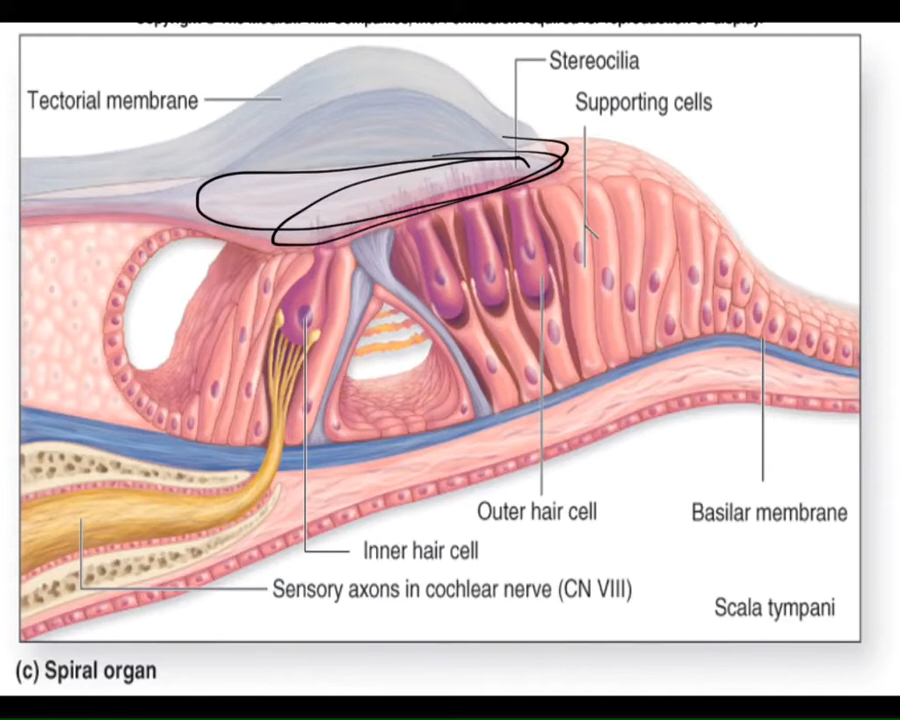 Stereocilia
Tectorial membrane
Supporting cells
Outer hair cell
Basilar membrane
Inner hair cell
Sensory axons in cochlear nerve (CN VIII)
Scala tympani
(c) Spiral organ